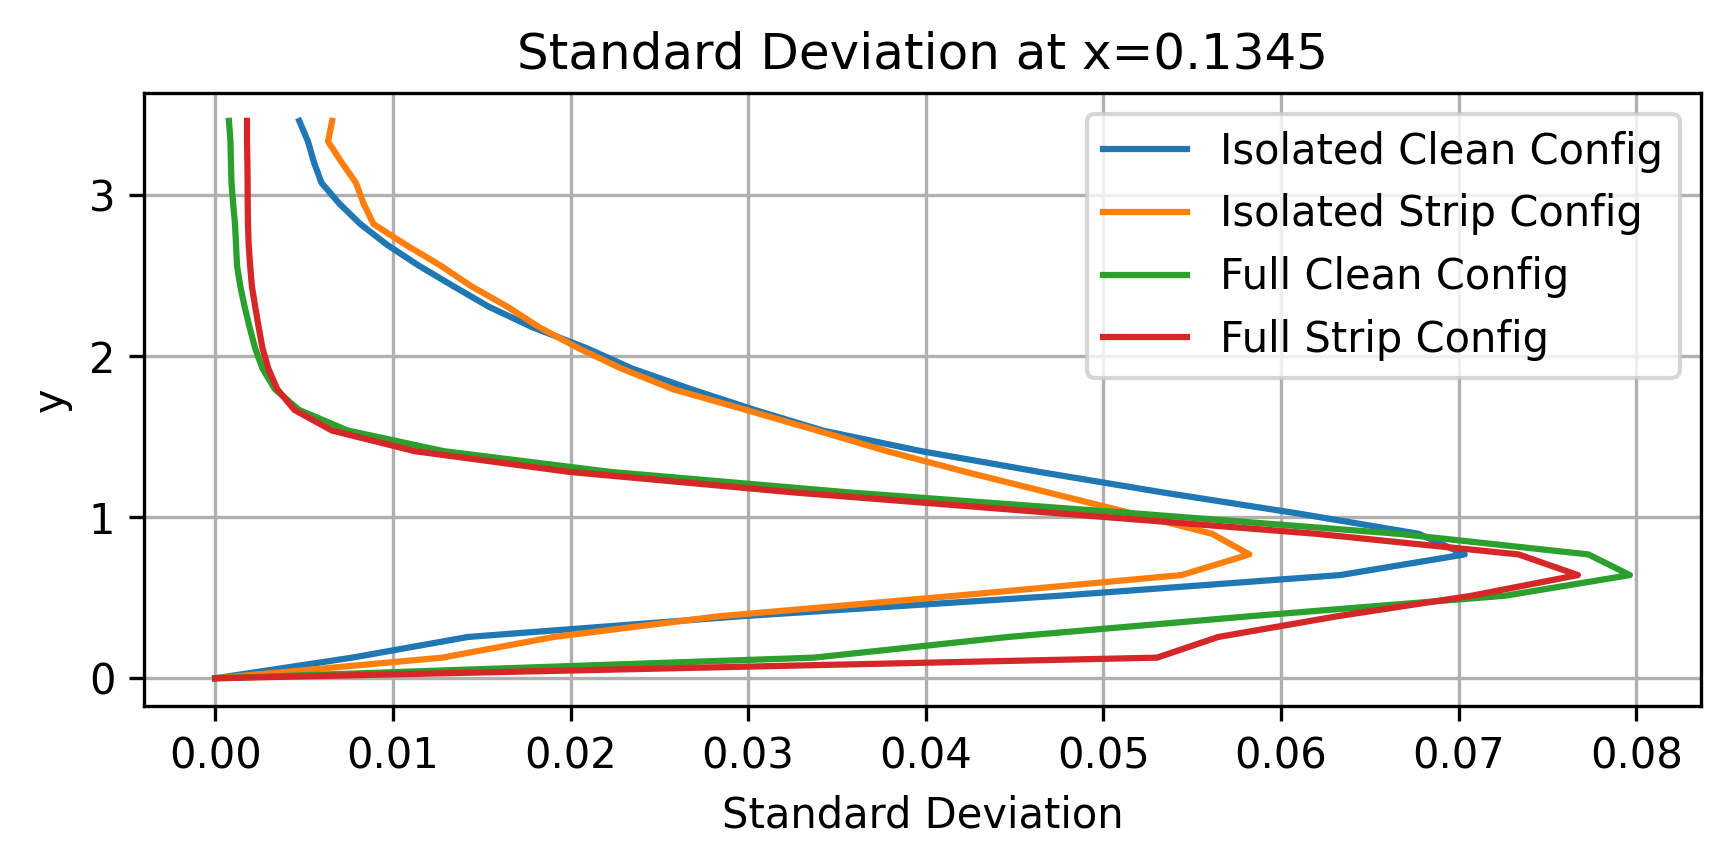 Standard Deviation at x=0.1345
Isolated Clean Config
Isolated Strip Config
Full Clean Config
Full Strip Config
y
3
2
1
0
0.00 0.01 0.02 0.03 0.04 0.05 0.06 0.07 0.08
Standard Deviation